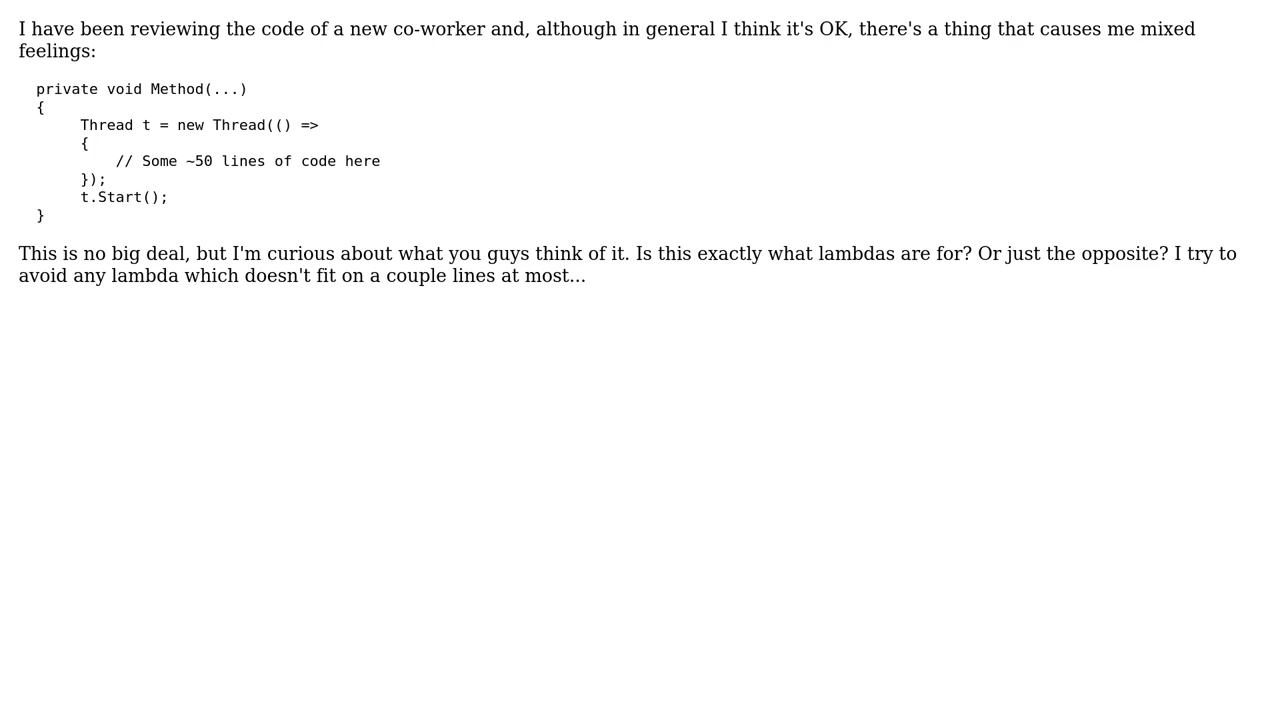 I have been reviewing the code of a new co-worker and, although in general I think it's OK, there's a thing that causes me mixed
feelings:
private void Method(...)
{
     Thread t = new Thread(() =>
     {
         // Some ~50 lines of code here
     });
     t.Start();
}
This is no big deal, but I'm curious about what you guys think of it. Is this exactly what lambdas are for? Or just the opposite? I try to
avoid any lambda which doesn't fit on a couple lines at most...